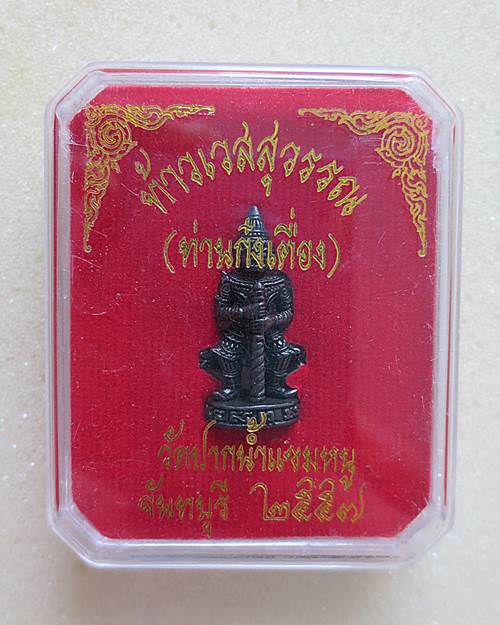 ท้าวเวสสุวรรณ
(ท่านกึงเตื่อง)
วัดปากน้ำแขมหนู
จันทบุรี ๒๕๕๗